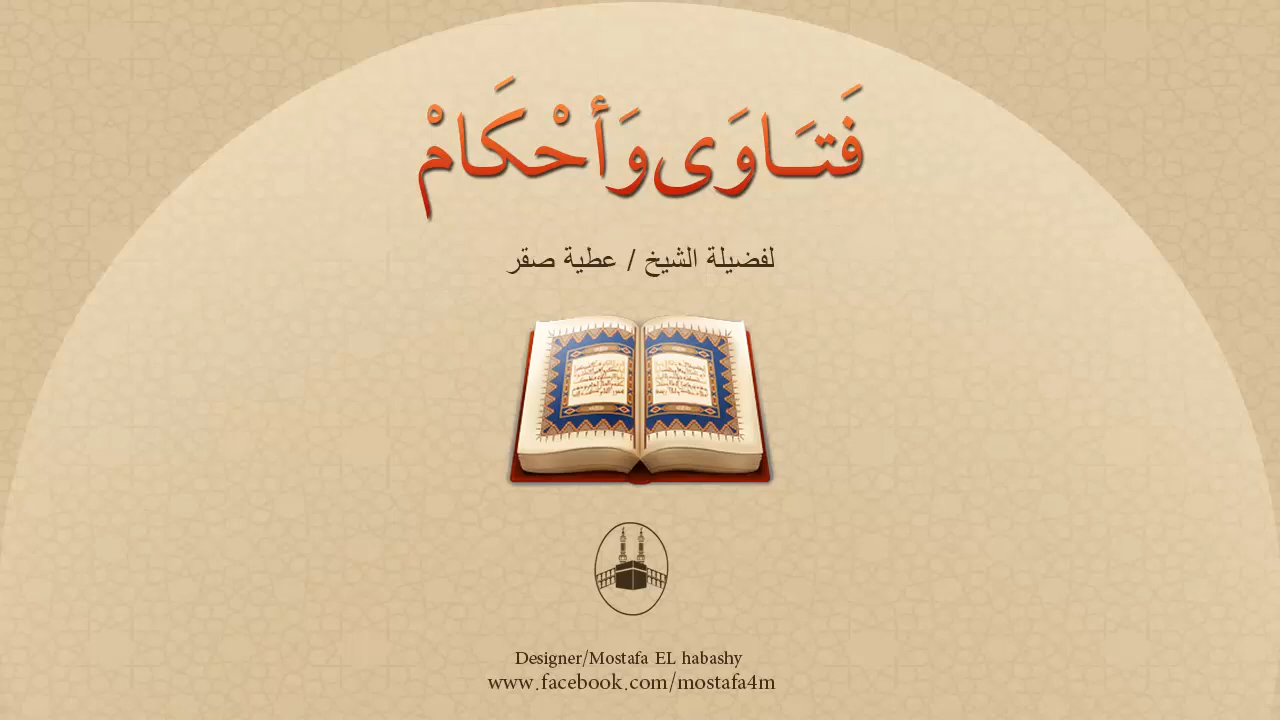 فَتَاوَى وَأَحْكَامْ
لفضيلة الشيخ / عطية صقر
Designer/Mostafa EL habashy
www.facebook.com/mostafa4m